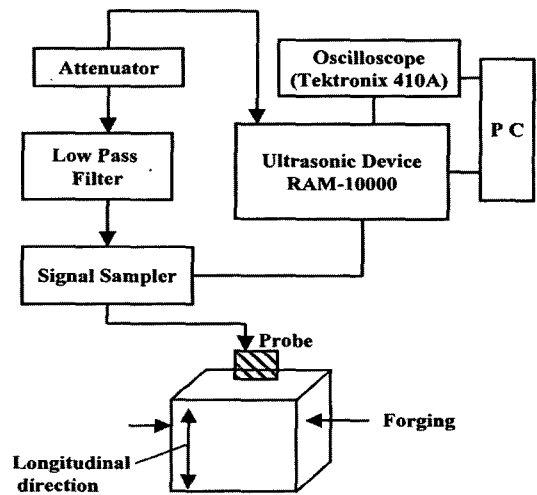 Attenuator
Oscilloscope
(Tektronix 410A)
P C
Low Pass
Filter
Ultrasonic Device
RAM-10000
Signal Sampler
Probe
Forging
Longitudinal
direction